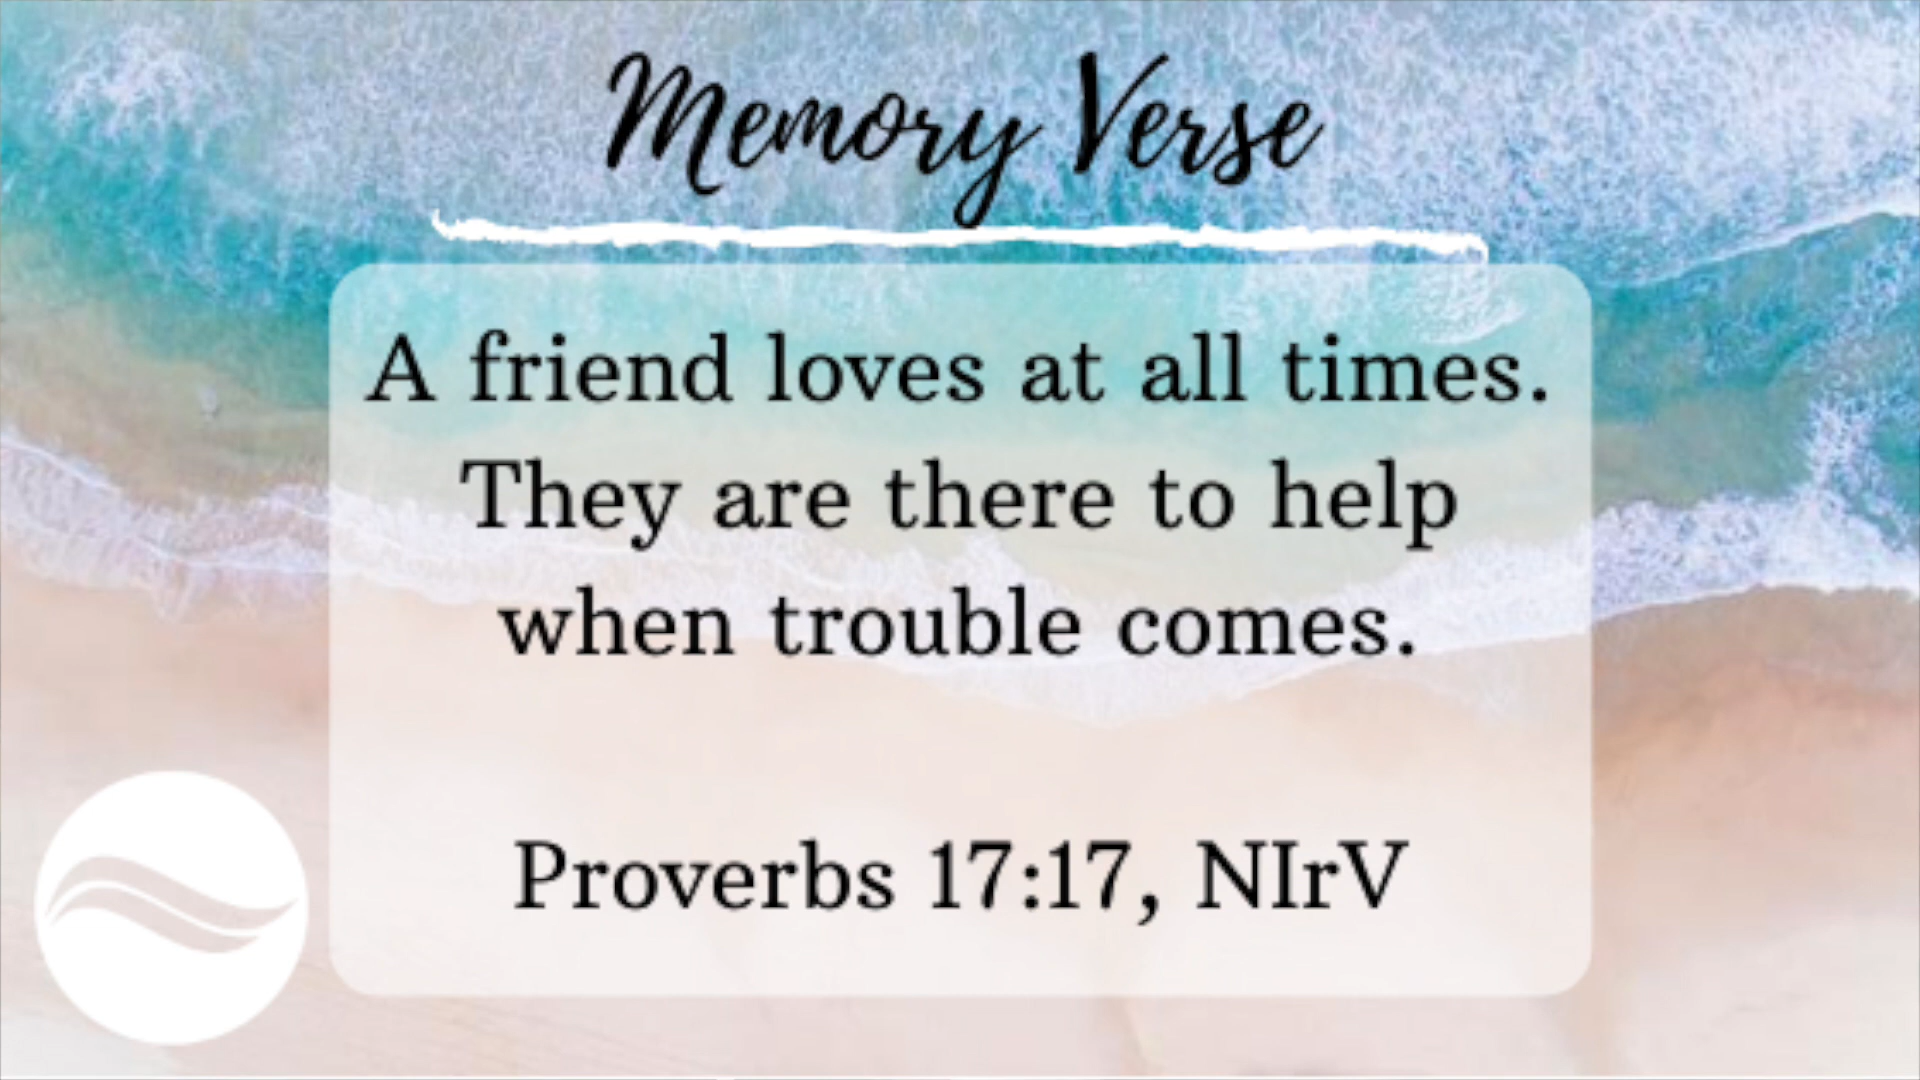 Memory Verse
A friend loves at all times.
They are there to help
when trouble comes.
Proverbs 17:17, NIrV